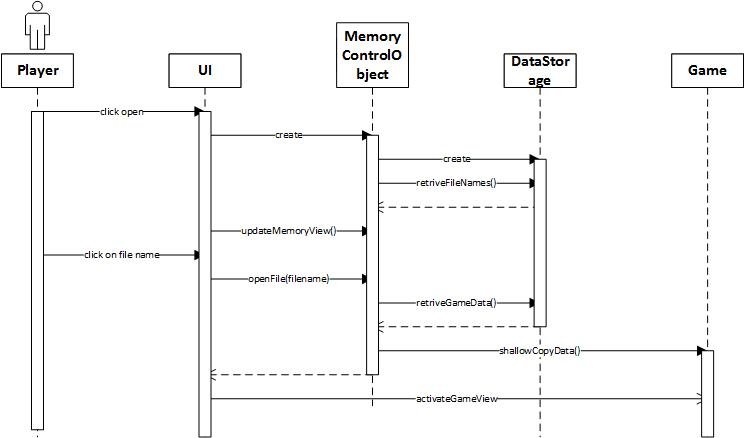 Player
UI
Memory
ControlO
bject
DataStor
age
Game
click open
create
create
retriveFileNames()
updateMemoryView()
click on file name
openFile(filename)
retriveGameData()
shallowCopyData()
activateGameView